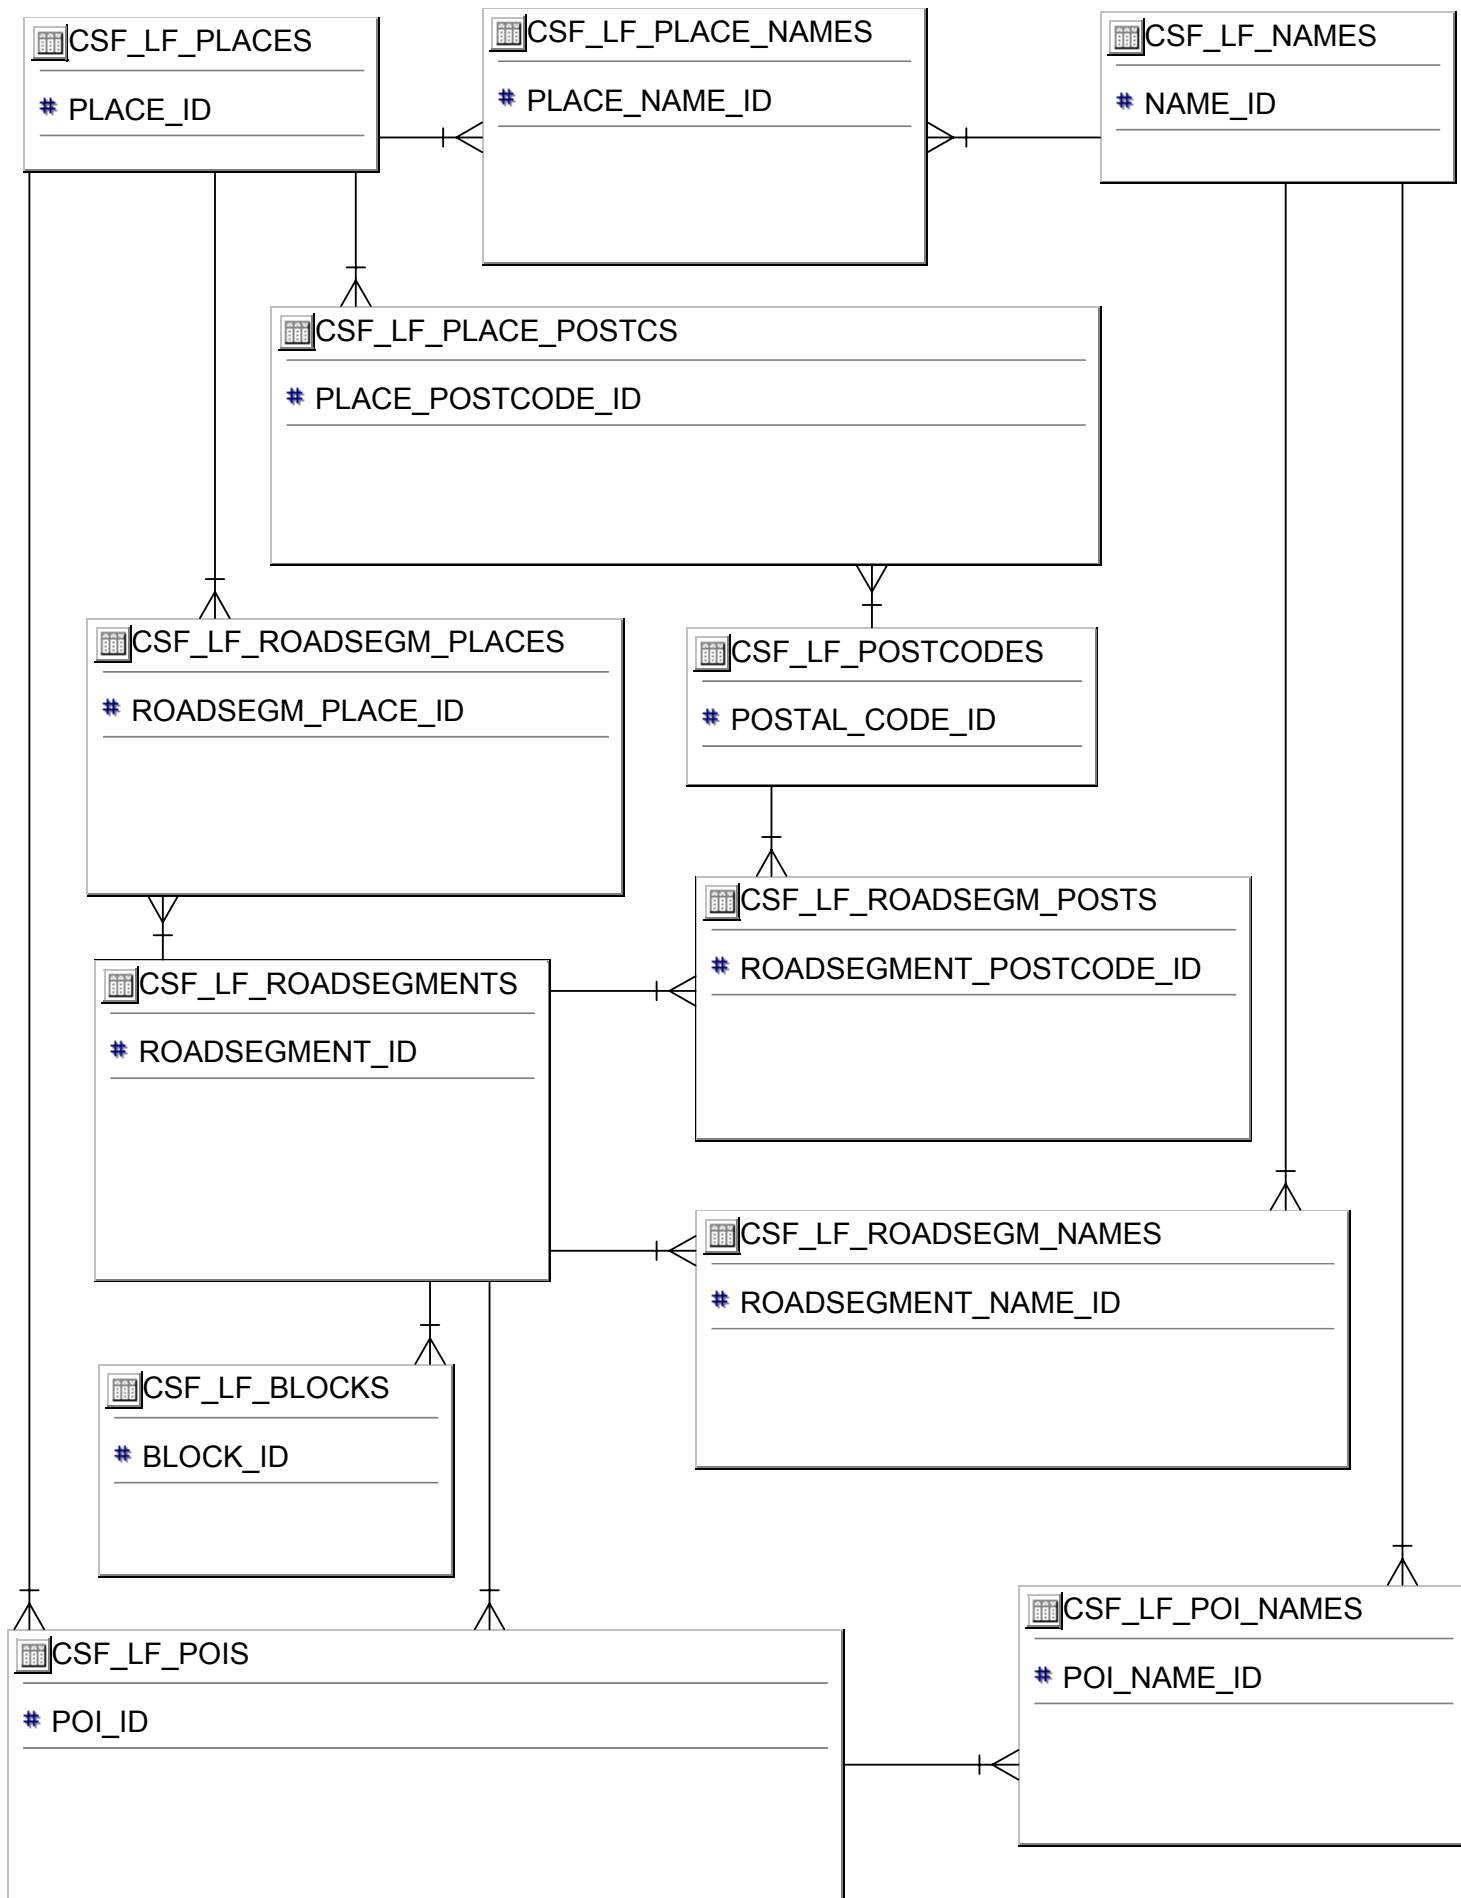 CSF_LF_PLACES
PLACE_ID
CSF_LF_PLACE_NAMES
PLACE_NAME_ID
CSF_LF_NAMES
NAME_ID
CSF_LF_PLACE_POSTCS
PLACE_POSTCODE_ID
CSF_LF_ROADSEGM_PLACES
ROADSEGM_PLACE_ID
CSF_LF_POSTCODES
POSTAL_CODE_ID
CSF_LF_ROADSEGM_POSTS
ROADSEGMENT_POSTCODE_ID
CSF_LF_ROADSEGMENTS
ROADSEGMENT_ID
CSF_LF_ROADSEGM_NAMES
ROADSEGMENT_NAME_ID
CSF_LF_BLOCKS
BLOCK_ID
CSF_LF_POI_NAMES
POI_NAME_ID
CSF_LF_POIS
POI_ID